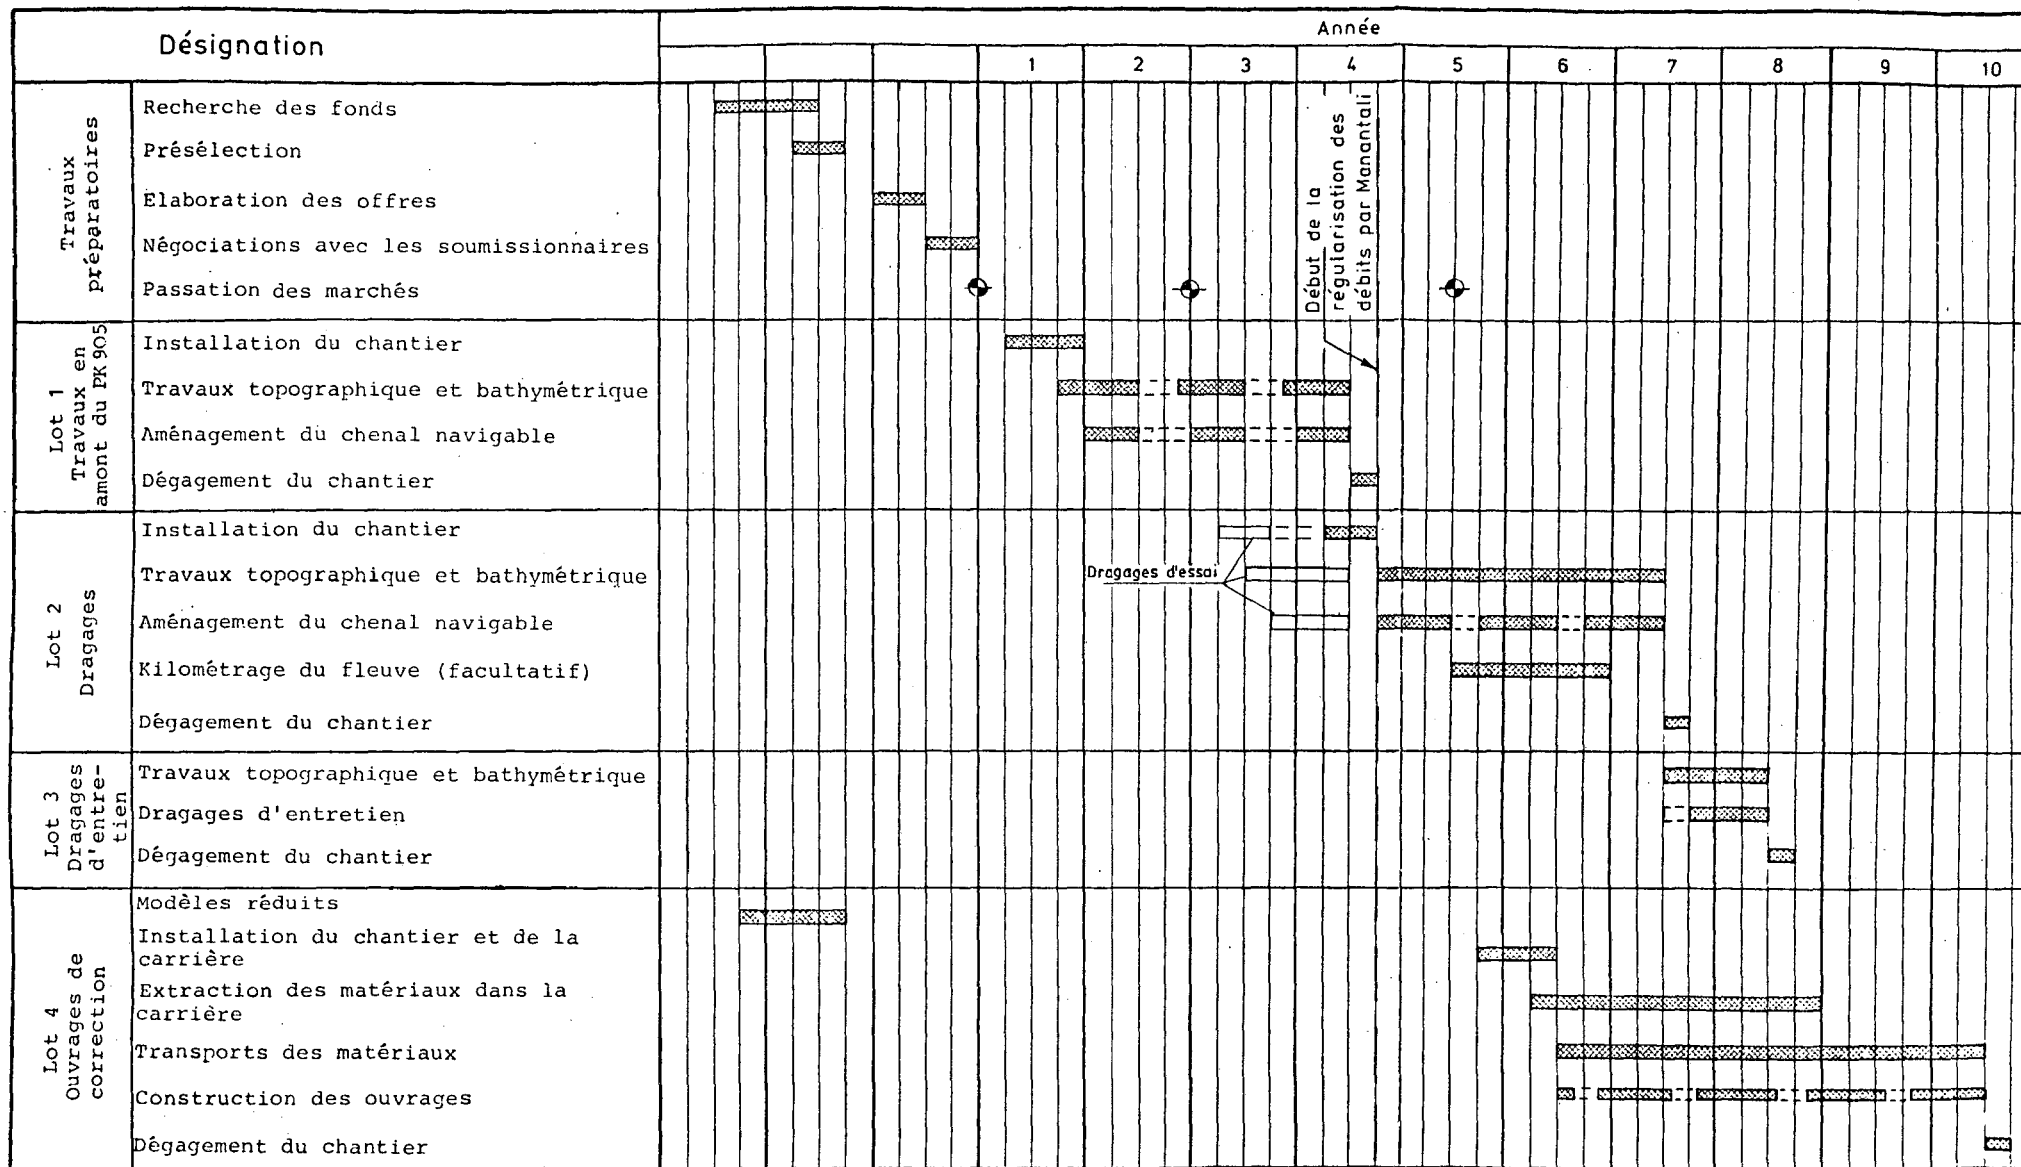 Désignation
Année
1 2 3 4 5 6 7 8 9 10
Travaux
préparatoires
Recherche des fonds
Présélection
Elaboration des offres
Négociations avec les soumissionnaires
Passation des marchés
Début de la
régularisation des
débits par Manantali
Lot 1
Travaux en
amont du PK 905
Installation du chantier
Travaux topographique et bathymétrique
Aménagement du chenal navigable
Dégagement du chantier
Lot 2
Dragages
Installation du chantier
Travaux topographique et bathymétrique
Dragages d'essai
Aménagement du chenal navigable
Kilométrage du fleuve (facultatif)
Dégagement du chantier
Lot 3
Dragages
d'entre-
tien
Travaux topographique et bathymétrique
Dragages d'entretien
Dégagement du chantier
Lot 4
Ouvrages de
correction
Modèles réduits
Installation du chantier et de la
carrière
Extraction des matériaux dans la
carrière
Transports des matériaux
Construction des ouvrages
Dégagement du chantier